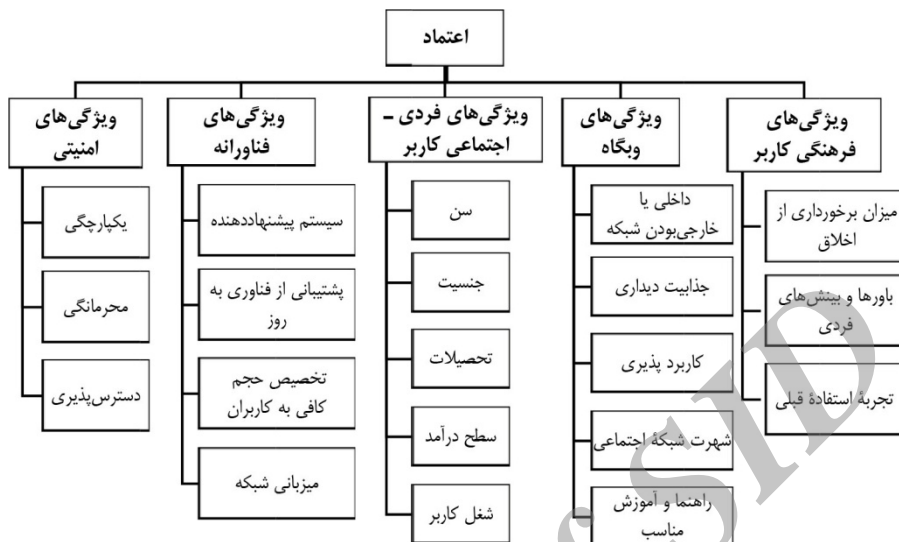 اعتماد
ویژگی‌های
فرهنگی کاربر
میزان برخورداری از
اخلاق
باورها و بینش‌های
فردی
تجربهٔ استفادهٔ قبلی
ویژگی‌های
وبگاه
داخلی یا
خارجی‌بودن شبکه
جذابیت دیداری
کاربرد پذیری
شهرت شبکهٔ اجتماعی
راهنما و آموزش
مناسب
ویژگی‌های فردی –
اجتماعی کاربر
سن
جنسیت
تحصیلات
سطح درآمد
شغل کاربر
ویژگی‌های
فناورانه
سیستم پیشنهاددهنده
پشتیبانی از فناوری به
روز
تخصیص حجم
کافی به کاربران
میزبانی شبکه
ویژگی‌های
امنیتی
یکپارچگی
محرمانگی
دسترس‌پذیری
SID